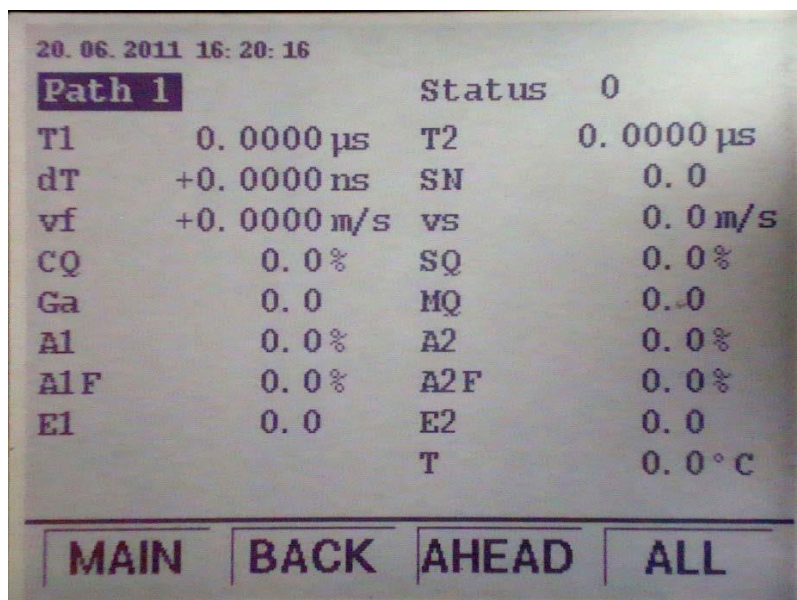 20. 06. 2011 16: 20: 16
Path 1 Status 0
T1 0. 0000 µs T2 0. 0000 µs
dT +0. 0000 ns SN 0. 0
vf +0. 0000 m/s vs 0. 0 m/s
CQ 0. 0% SQ 0. 0%
Ga 0. 0 MQ 0. 0
A1 0. 0% A2 0. 0%
A1F 0. 0% A2F 0. 0%
E1 0. 0 E2 0. 0
T 0. 0°C
MAIN BACK AHEAD ALL